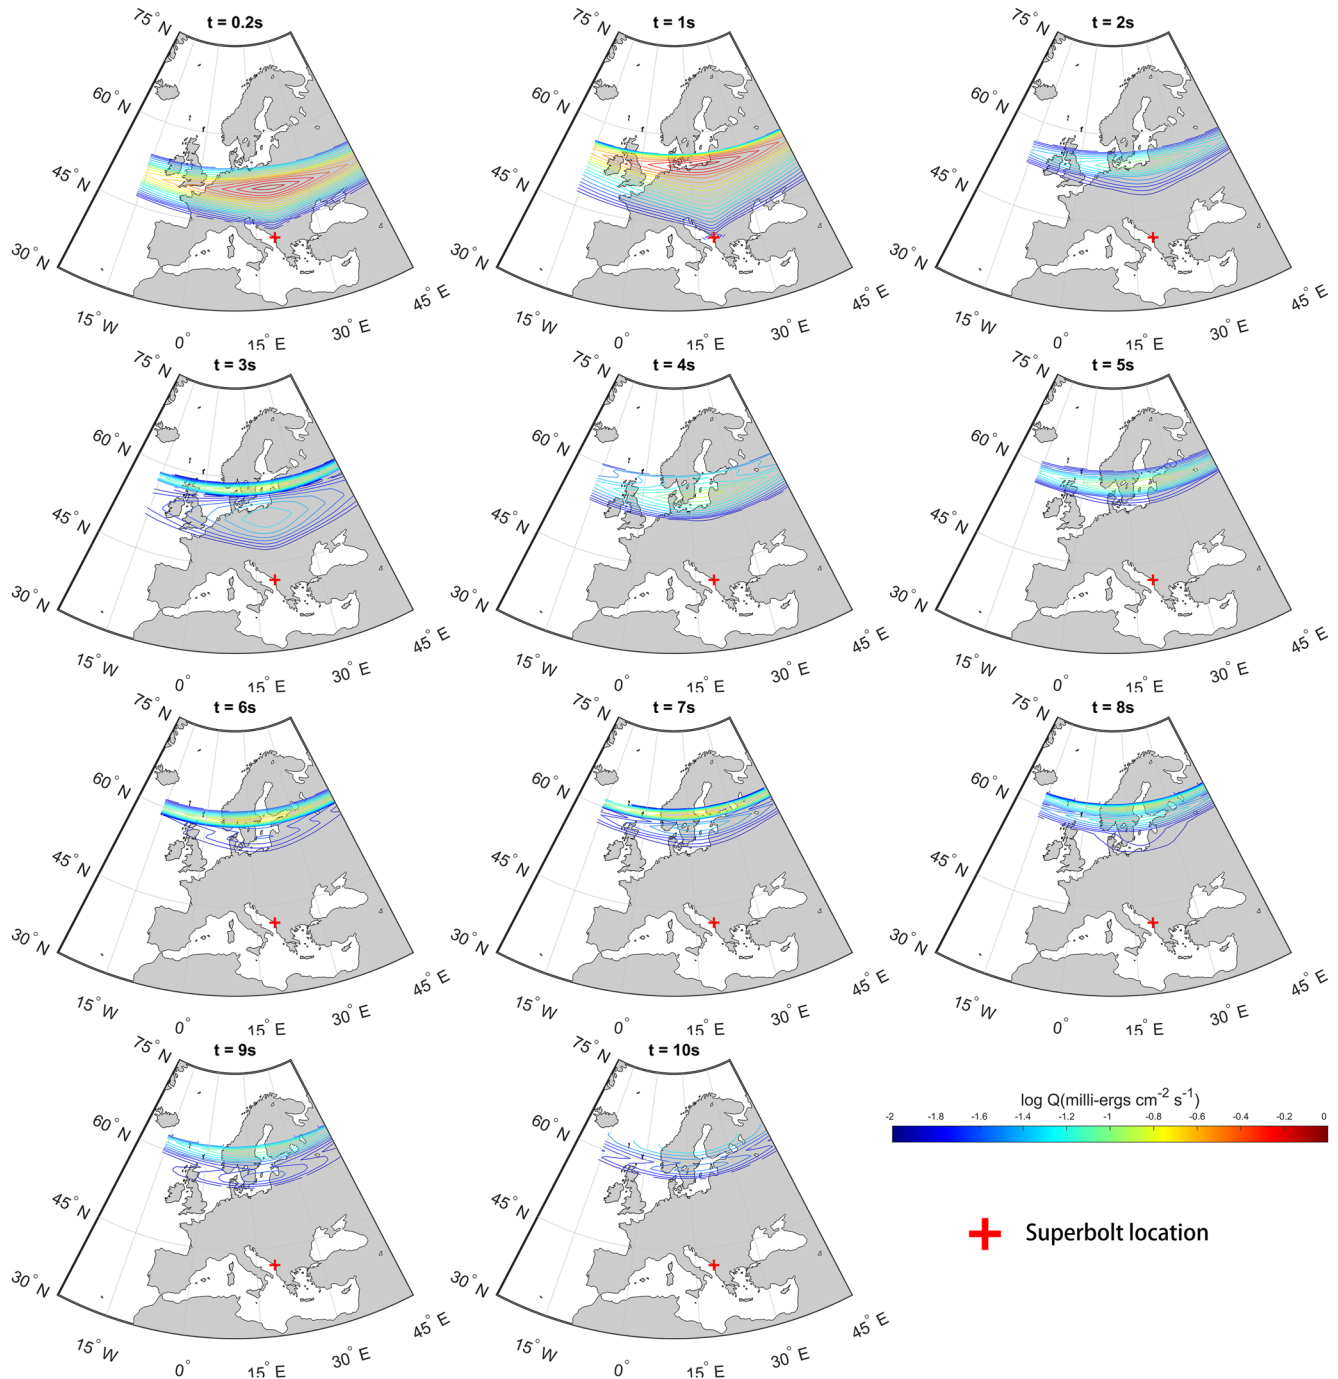 t = 0.2s
75° N
60° N
45° N
30° N
15° W
0°
15° E
30° E
45° E
t = 1s
75° N
60° N
45° N
30° N
15° W
0°
15° E
30° E
45° E
t = 2s
75° N
60° N
45° N
30° N
15° W
0°
15° E
30° E
45° E
t = 3s
75° N
60° N
45° N
30° N
15° W
0°
15° E
30° E
45° E
t = 4s
75° N
60° N
45° N
30° N
15° W
0°
15° E
30° E
45° E
t = 5s
75° N
60° N
45° N
30° N
15° W
0°
15° E
30° E
45° E
t = 6s
75° N
60° N
45° N
30° N
15° W
0°
15° E
30° E
45° E
t = 7s
75° N
60° N
45° N
30° N
15° W
0°
15° E
30° E
45° E
t = 8s
75° N
60° N
45° N
30° N
15° W
0°
15° E
30° E
45° E
t = 9s
75° N
60° N
45° N
30° N
15° W
0°
15° E
30° E
45° E
t = 10s
75° N
60° N
45° N
30° N
15° W
0°
15° E
30° E
45° E
log Q(milli-ergs cm⁻² s⁻¹)
-2 -1.8 -1.6 -1.4 -1.2 -1 -0.8 -0.6 -0.4 -0.2 0
Superbolt location